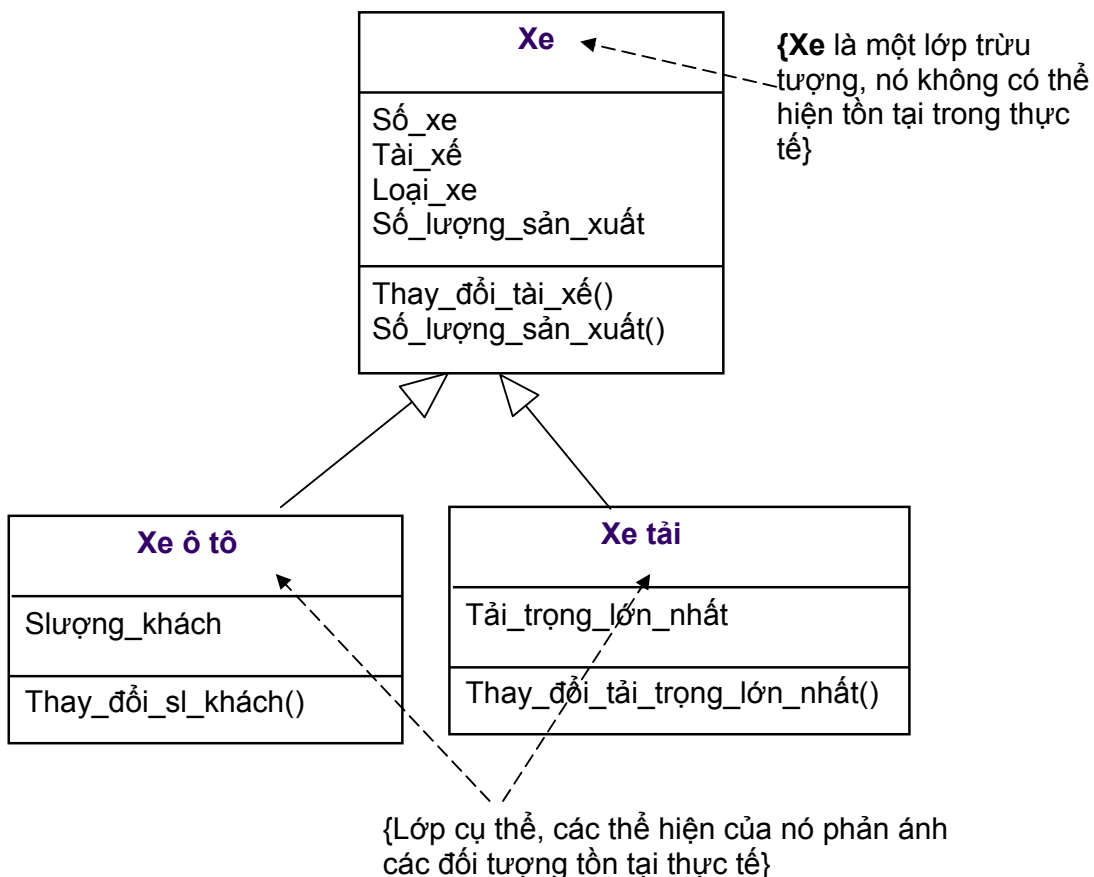 Xe
{Xe là một lớp trừu
tượng, nó không có thể
hiện tồn tại trong thực
tế}
Số_xe
Tài_xế
Loại_xe
Số_lượng_sản_xuất
Thay_đổi_tài_xế()
Số_lượng_sản_xuất()
Xe ô tô
Slượng_khách
Thay_đổi_sl_khách()
Xe tải
Tải_trọng_lớn_nhất
Thay_đổi_tải_trọng_lớn_nhất()
{Lớp cụ thể, các thể hiện của nó phản ánh
các đối tượng tồn tại thực tế}